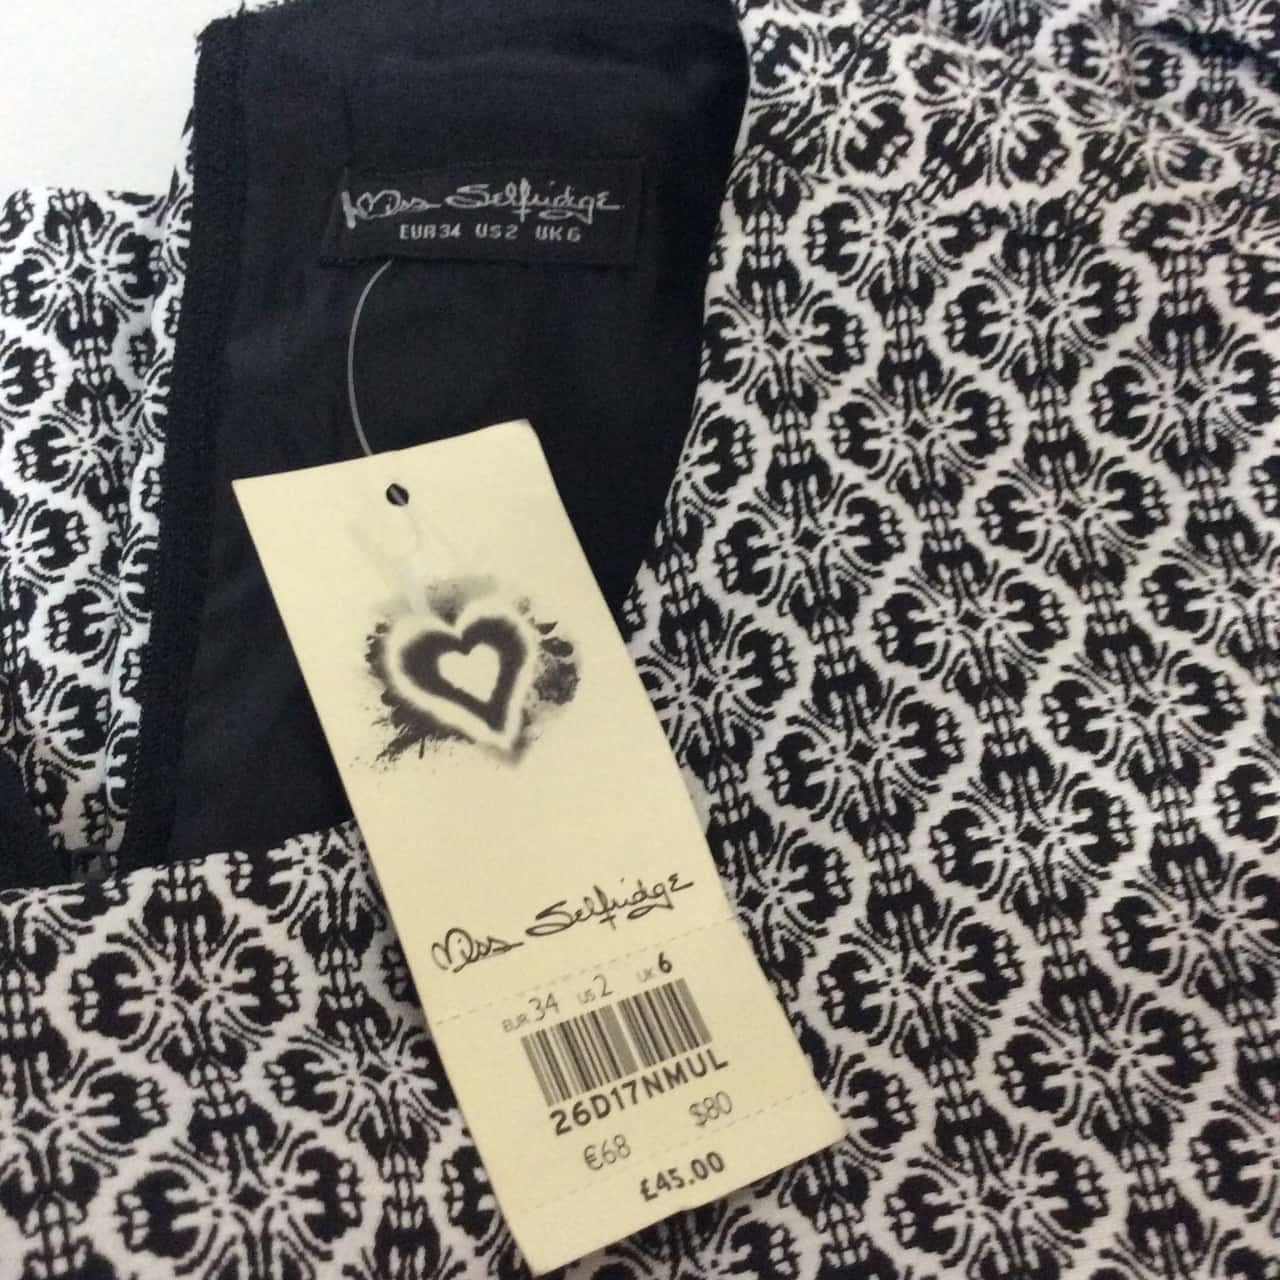 Miss Selfridge
EUR34 US2 UK6
Miss Selfridge
EUR 34 US 2 UK 6
26D17NMUL
€68 $80
£45.00